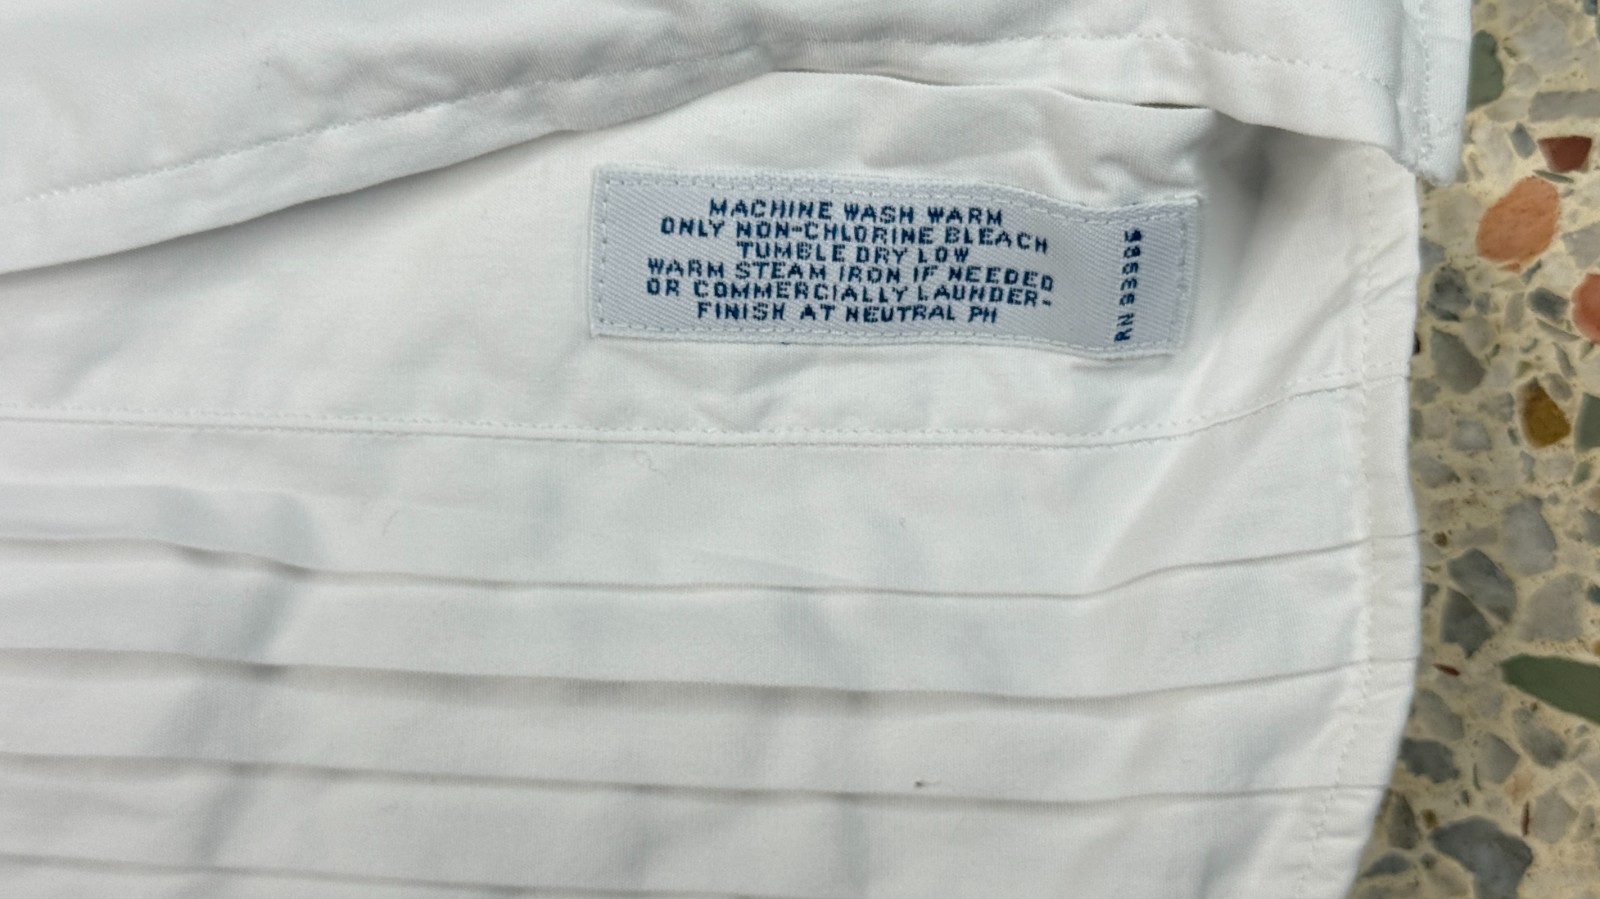 MACHINE WASH WARM
ONLY NON-CHLORINE BLEACH
TUMBLE DRY LOW
WARM STEAM IRON IF NEEDED
OR COMMERCIALLY LAUNDER-
FINISH AT NEUTRAL PH
RN